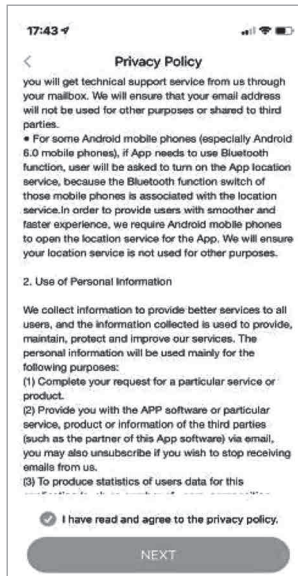 17:43
Privacy Policy
you will get technical support service from us through
your mailbox. We will ensure that your email address
will not be used for other purposes or shared to third
parties.
• For some Android mobile phones (especially Android
6.0 mobile phones), if App needs to use Bluetooth
function, user will be asked to turn on the App location
service, because the Bluetooth function switch of
those mobile phones is associated with the location
service.In order to provide users with smoother and
faster experience, we require Android mobile phones
to open the location service for the App. We will ensure
your location service is not used for other purposes.
2. Use of Personal Information
We collect information to provide better services to all
users, and the information collected is used to provide,
maintain, protect and improve our services. The
personal information will be used mainly for the
following purposes:
(1) Complete your request for a particular service or
product.
(2) Provide you with the APP software or particular
service, product or information of the third parties
(such as the partner of this App software) via email,
you may also unsubscribe if you wish to stop receiving
emails from us.
(3) To produce statistics of users data for this
I have read and agree to the privacy policy.
NEXT